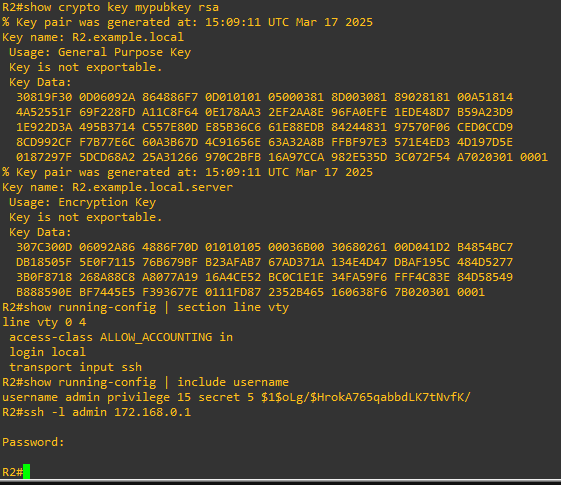 R2#show crypto key mypubkey rsa
% Key pair was generated at: 15:09:11 UTC Mar 17 2025
Key name: R2.example.local
Usage: General Purpose Key
Key is not exportable.
Key Data:
30819F30 0D06092A 864886F7 0D010101 05000381 8D003081 89028181 00A51814
4A52551F 69F228FD A11C8F64 0E178AA3 2EF2AA8E 96FA0EFE 1EDE48D7 B59A23D9
1E922D3A 495B3714 C557E80D E85B36C6 61E88EDB 84244831 97570F06 CED0CCD9
8CD992CF F7B77E6C 60A3B67D 4C91656E 63A32A8B FFBF97E3 571E4ED3 4D197D5E
0187297F 5DCD68A2 25A31266 970C2BFB 16A97CCA 982E535D 3C072F54 A7020301 0001
% Key pair was generated at: 15:09:11 UTC Mar 17 2025
Key name: R2.example.local.server
Usage: Encryption Key
Key is not exportable.
Key Data:
307C300D 06092A86 4886F70D 01010105 00036B00 30680261 00D041D2 B4854BC7
DB18505F 5E0F7115 76B679BF B23AFAB7 67AD371A 134E4D47 DBAF195C 484D5277
3B0F8718 268A88C8 A8077A19 16A4CE52 BC0C1E1E 34FA59F6 FFF4C83E 84D58549
B888590E BF7445E5 F393677E 0111FD87 2352B465 160638F6 7B020301 0001
R2#show running-config | section line vty
line vty 0 4
access-class ALLOW_ACCOUNTING in
login local
transport input ssh
R2#show running-config | include username
username admin privilege 15 secret 5 $1$oLg/$HrokA765qabbdLK7tNvfK/
R2#ssh -l admin 172.168.0.1
Password:
R2#